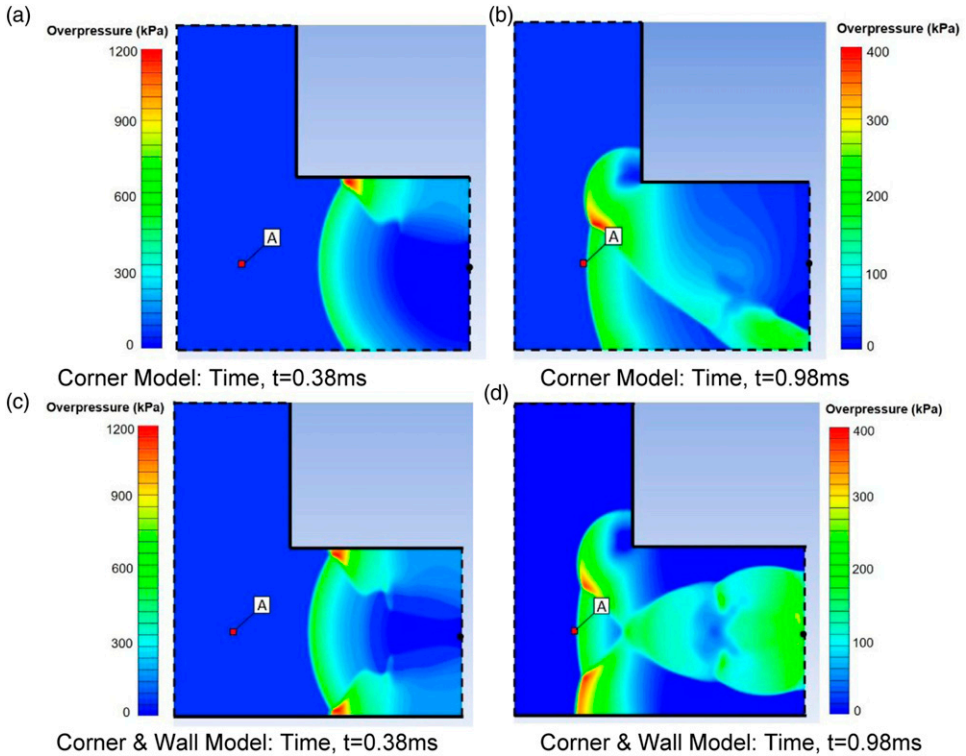 (a)
Overpressure (kPa)
1200
900
600
300
0
A
Corner Model: Time, t=0.38ms
(b)
Overpressure (kPa)
400
300
200
100
0
A
Corner Model: Time, t=0.98ms
(c)
Overpressure (kPa)
1200
900
600
300
0
A
Corner & Wall Model: Time, t=0.38ms
(d)
Overpressure (kPa)
400
300
200
100
0
A
Corner & Wall Model: Time, t=0.98ms